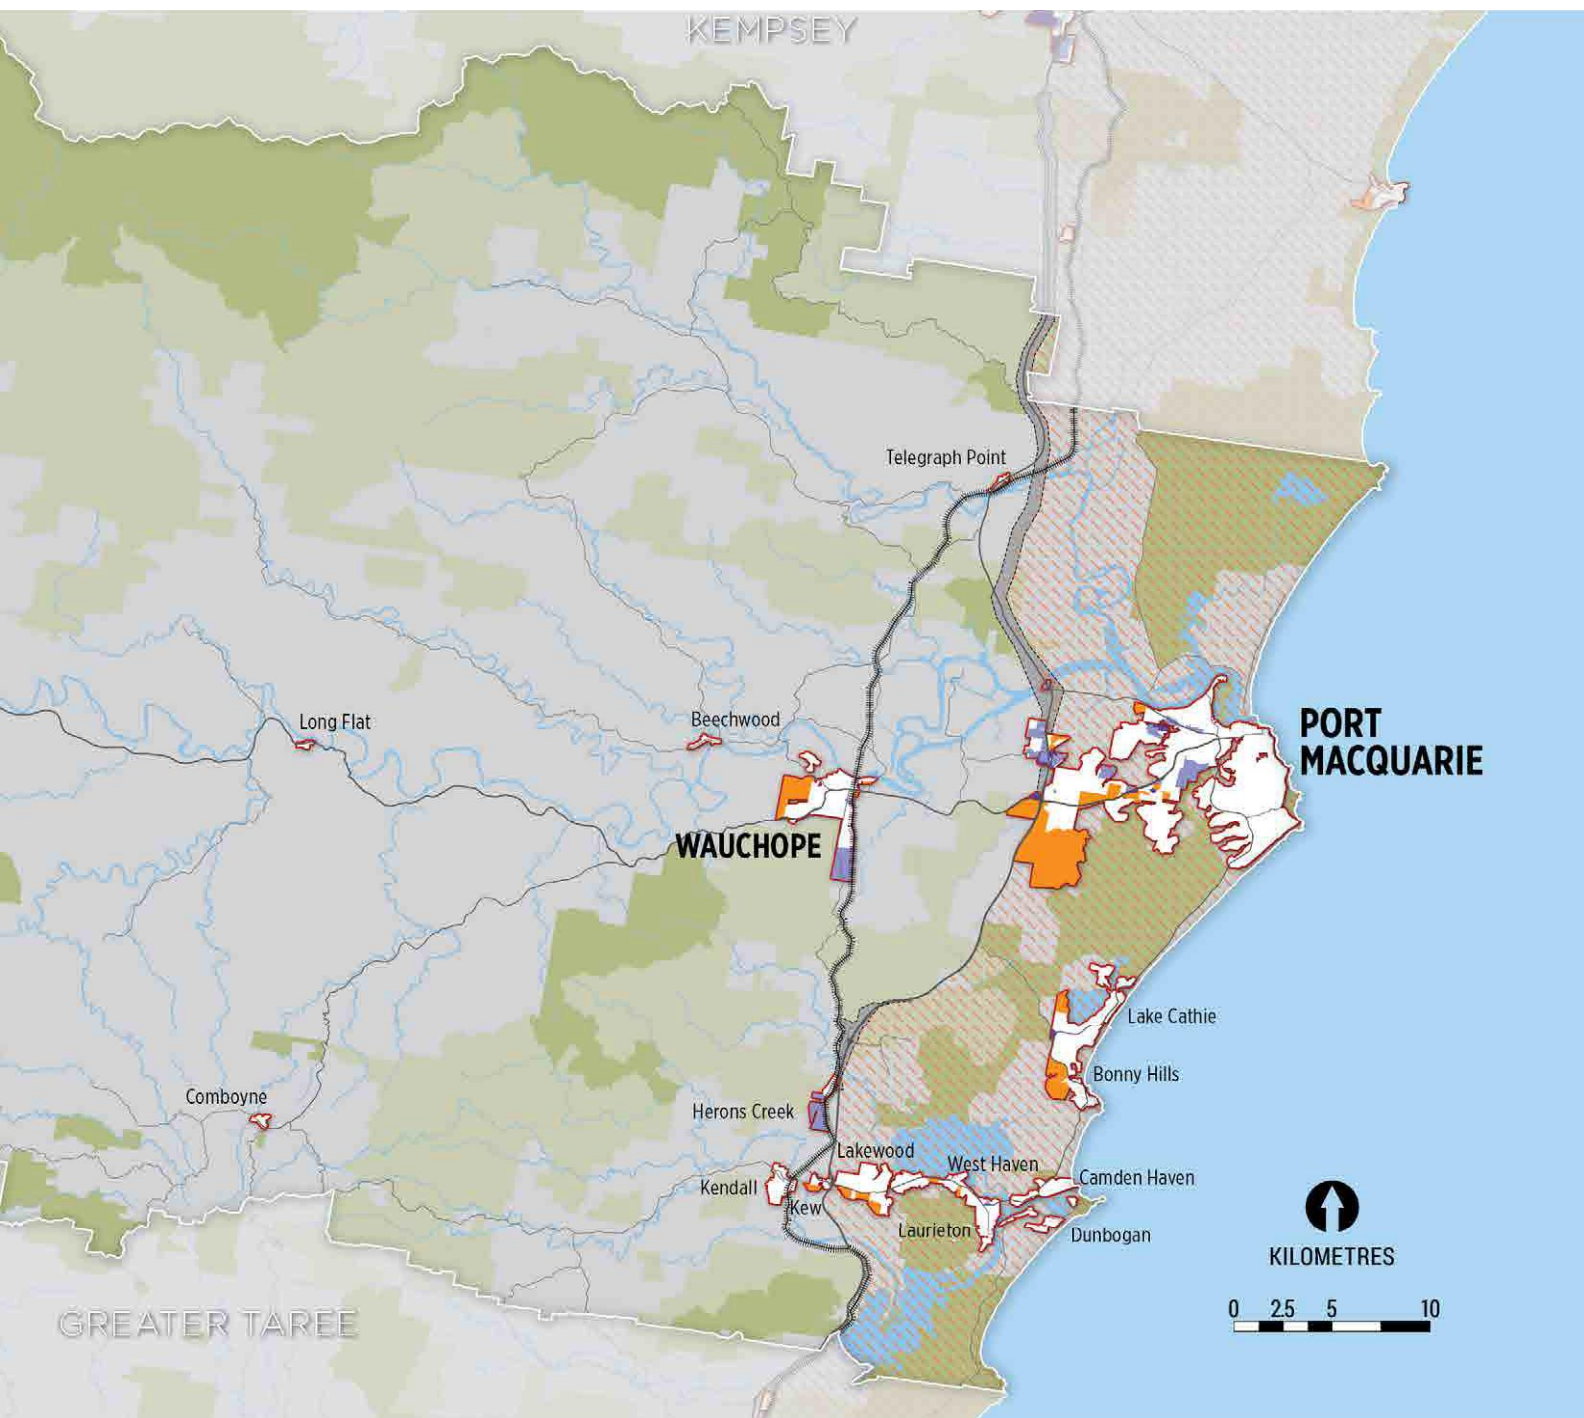 KEMPSEY
Telegraph Point
Long Flat
Beechwood
PORT
MACQUARIE
WAUCHOPE
Lake Cathie
Bonny Hills
Comboyne
Herons Creek
Lakewood
West Haven
Camden Haven
Kendall
Kew
Laurieton
Dunbogan
KILOMETRES
0 2.5 5 10
GREATER TAREE